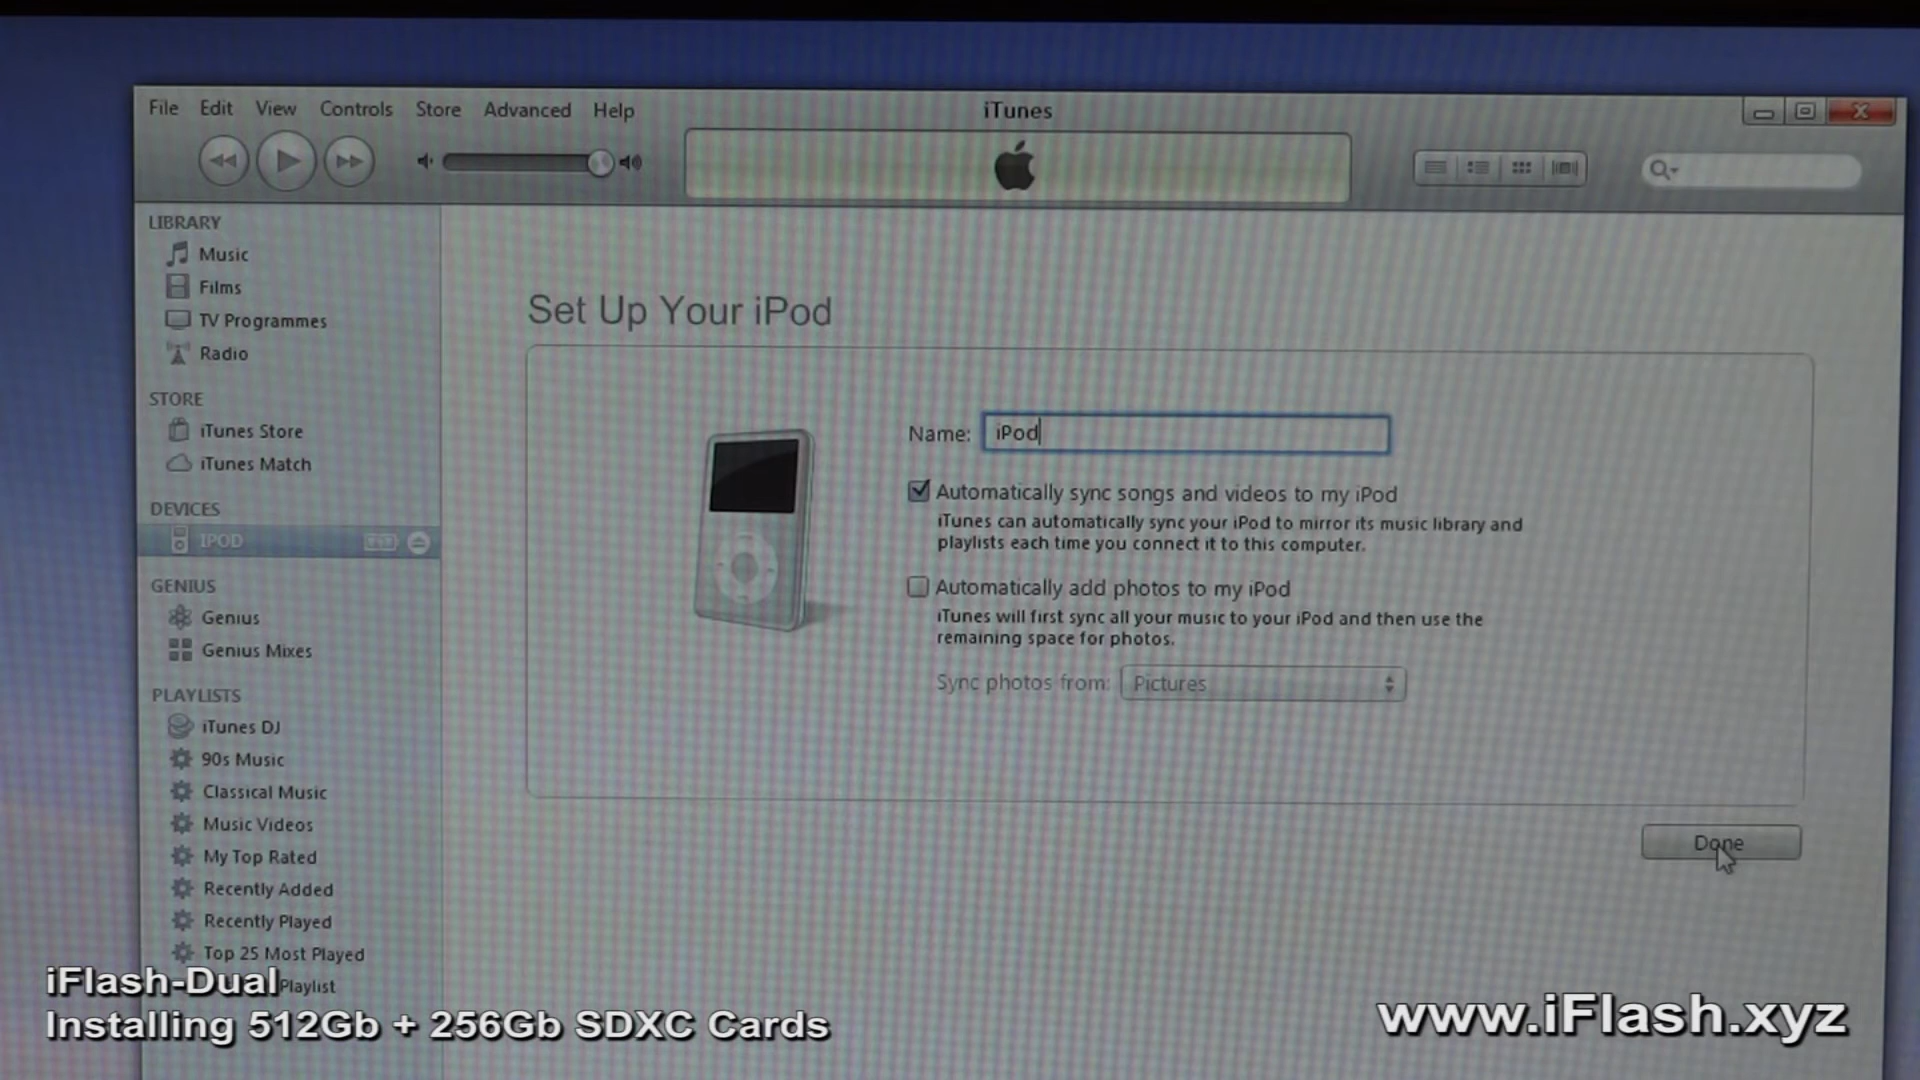 File Edit View Controls Store Advanced Help
iTunes
LIBRARY
Music
Films
TV Programmes
Radio
STORE
iTunes Store
iTunes Match
DEVICES
IPOD
GENIUS
Genius
Genius Mixes
PLAYLISTS
iTunes DJ
90s Music
Classical Music
Music Videos
My Top Rated
Recently Added
Recently Played
Top 25 Most Played
Playlist
Set Up Your iPod
Name: iPod
Automatically sync songs and videos to my iPod
iTunes can automatically sync your iPod to mirror its music library and
playlists each time you connect it to this computer.
Automatically add photos to my iPod
iTunes will first sync all your music to your iPod and then use the
remaining space for photos.
Sync photos from: Pictures
Done
iFlash-Dual
Installing 512Gb + 256Gb SDXC Cards
www.iFlash.xyz